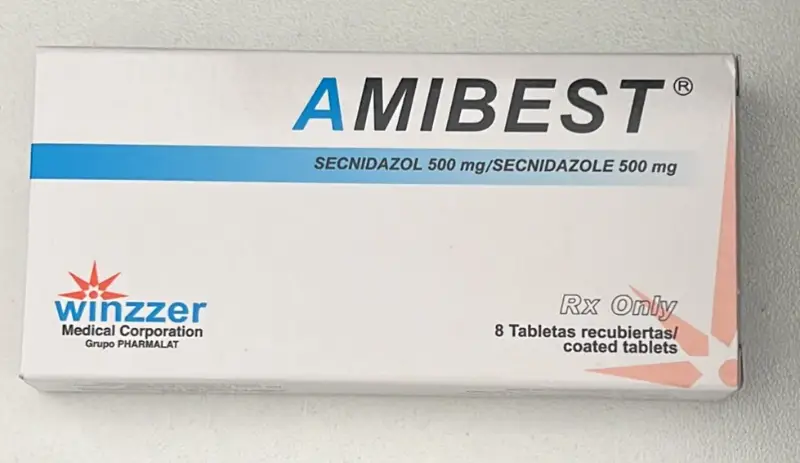 AMIBEST®
SECNIDAZOL 500 mg/SECNIDAZOLE 500 mg
winzzer
Medical Corporation
Grupo PHARMALAT
Rx Only
8 Tabletas recubiertas/
coated tablets